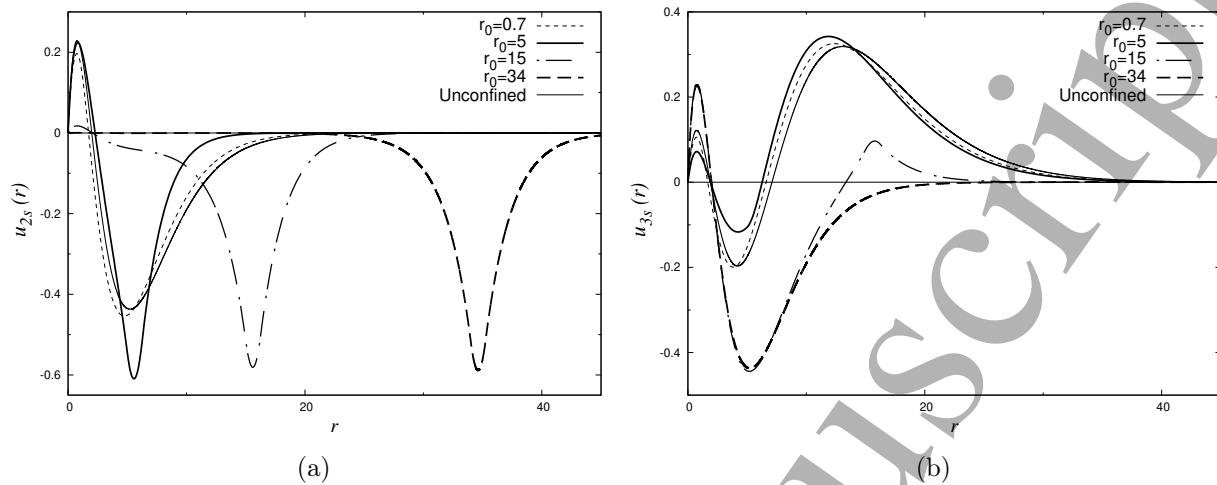 r0=0.7
r0=5
r0=15
r0=34
Unconfined
0.2
0
-0.2
-0.4
-0.6
u2s(r)
0
20
40
r
(a)
r0=0.7
r0=5
r0=15
r0=34
Unconfined
0.4
0.2
0
-0.2
-0.4
u3s(r)
0
20
40
r
(b)
uscrip